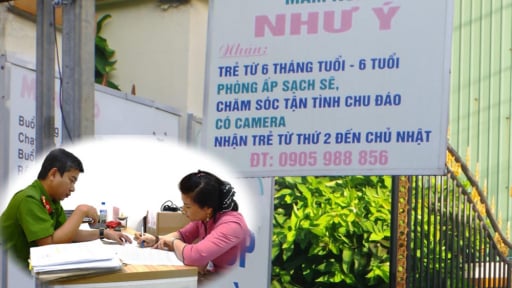 NHƯ Ý
Nhận:
TRẺ TỪ 6 THÁNG TUỔI - 6 TUỔI
PHÒNG ẤP SẠCH SẼ,
CHĂM SÓC TẬN TÌNH CHU ĐÁO
CÓ CAMERA
NHẬN TRẺ TỪ THỨ 2 ĐẾN CHỦ NHẬT
ĐT: 0905 988 856